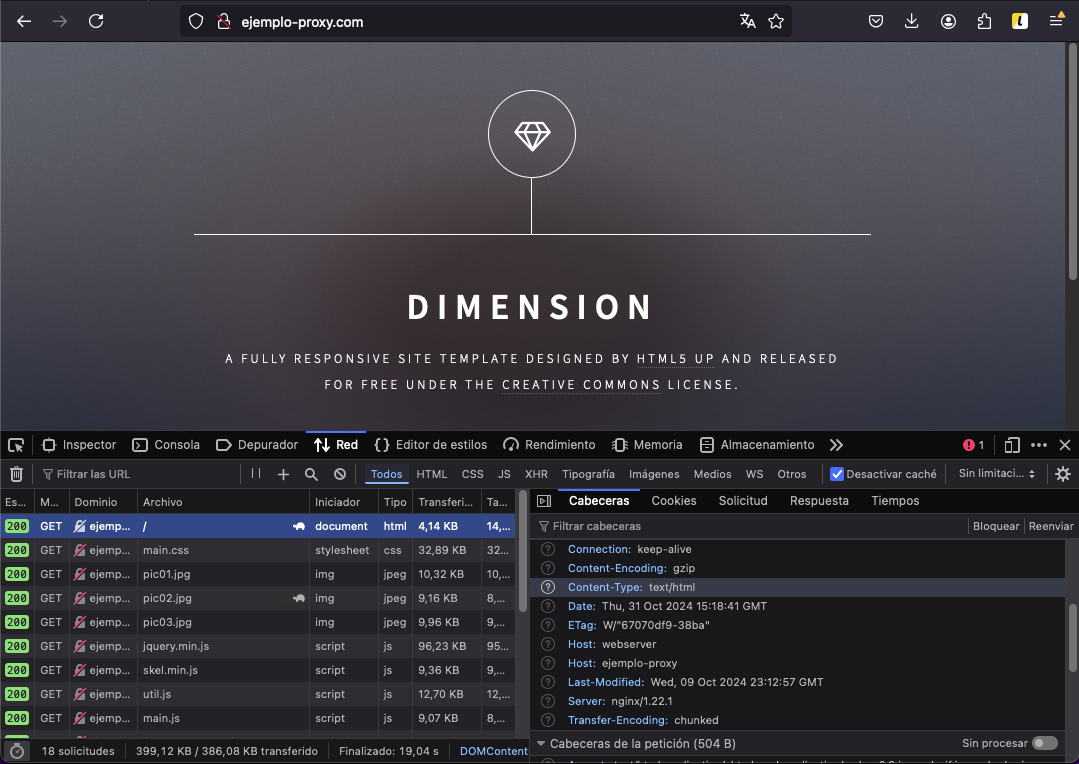 ejemplo-proxy.com
DIMENSION
A FULLY RESPONSIVE SITE TEMPLATE DESIGNED BY HTML5 UP AND RELEASED
FOR FREE UNDER THE CREATIVE COMMONS LICENSE.
Inspector Consola Depurador Red Editor de estilos Rendimiento Memoria Almacenamiento 1
Filtrar las URL Todos HTML CSS JS XHR Tipografía Imágenes Medios WS Otros Desactivar caché Sin limitaci...
Es... M... Dominio Archivo Iniciador Tipo Transferi... Ta...
200 GET ejemp... / document html 4,14 KB 14,...
200 GET ejemp... main.css stylesheet css 32,89 KB 32...
200 GET ejemp... pic01.jpg img jpeg 10,32 KB 10,...
200 GET ejemp... pic02.jpg img jpeg 9,16 KB 8,...
200 GET ejemp... pic03.jpg img jpeg 9,96 KB 9,...
200 GET ejemp... jquery.min.js script js 96,23 KB 95...
200 GET ejemp... skel.min.js script js 9,36 KB 9,...
200 GET ejemp... util.js script js 12,70 KB 12,...
200 GET ejemp... main.js script js 9,07 KB 8,...
18 solicitudes 399,12 KB / 386,08 KB transferido Finalizado: 19,04 s DOMContent
Cabeceras Cookies Solicitud Respuesta Tiempos
Filtrar cabeceras Bloquear Reenviar
Connection: keep-alive
Content-Encoding: gzip
Content-Type: text/html
Date: Thu, 31 Oct 2024 15:18:41 GMT
ETag: W/"67070df9-38ba"
Host: webserver
Host: ejemplo-proxy
Last-Modified: Wed, 09 Oct 2024 23:12:57 GMT
Server: nginx/1.22.1
Transfer-Encoding: chunked
Cabeceras de la petición (504 B) Sin procesar